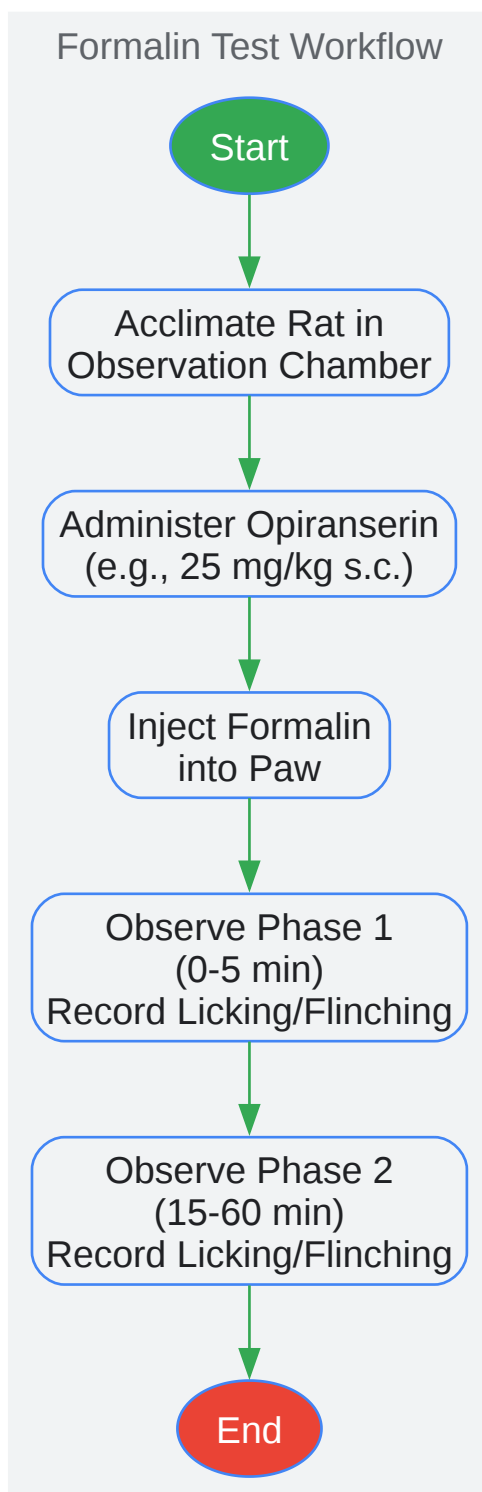 Formalin Test Workflow
Start
Acclimate Rat in
Observation Chamber
Administer Opiranserin
(e.g., 25 mg/kg s.c.)
Inject Formalin
into Paw
Observe Phase 1
(0-5 min)
Record Licking/Flinching
Observe Phase 2
(15-60 min)
Record Licking/Flinching
End